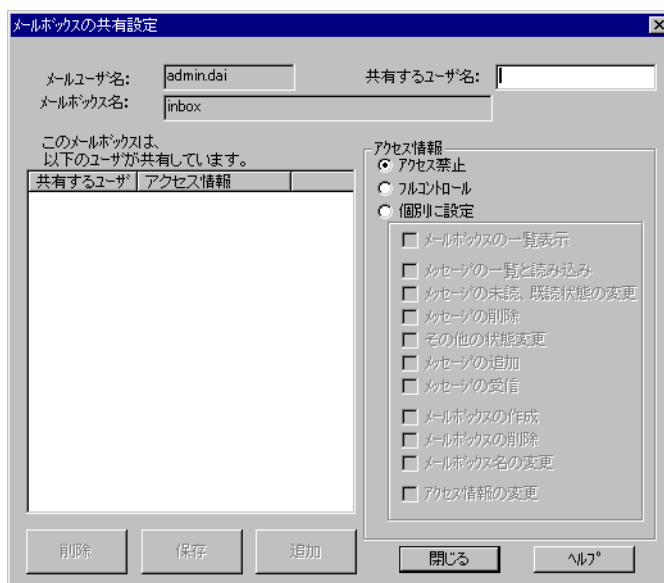 メールボックスの共有設定
メールユーザ名: admin.dai 共有するユーザ名:
メールボックス名: inbox
このメールボックスは、
以下のユーザが共有しています。
共有するユーザ アクセス情報
アクセス情報
アクセス禁止
フルコントロール
個別に設定
メールボックスの一覧表示
メッセージの一覧と読み込み
メッセージの未読、既読状態の変更
メッセージの削除
その他の状態変更
メッセージの追加
メッセージの受信
メールボックスの作成
メールボックスの削除
メールボックス名の変更
アクセス情報の変更
削除 保存 追加 閉じる ヘルプ